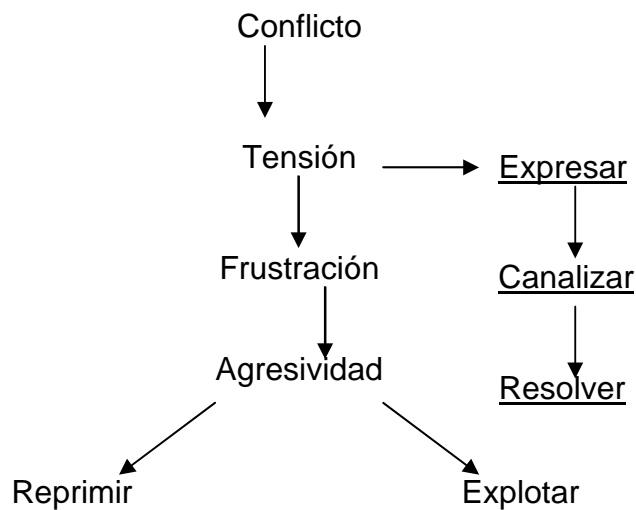 Conflicto
Tensión
Expresar
Frustración
Canalizar
Agresividad
Resolver
Reprimir
Explotar